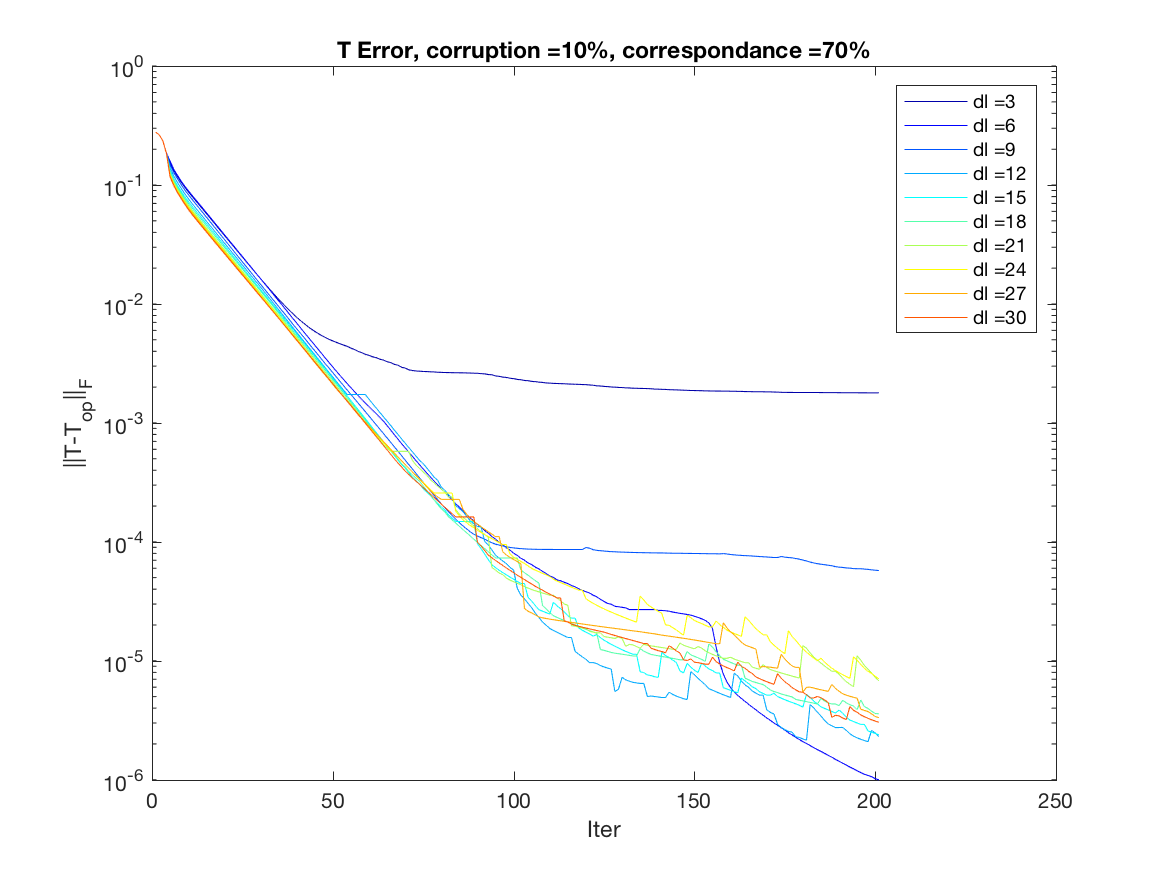 T Error, corruption =10%, correspondance =70%
10^0
10^-1
10^-2
10^-3
10^-4
10^-5
10^-6
||T-T_op||_F
0 50 100 150 200 250
Iter
dl =3
dl =6
dl =9
dl =12
dl =15
dl =18
dl =21
dl =24
dl =27
dl =30